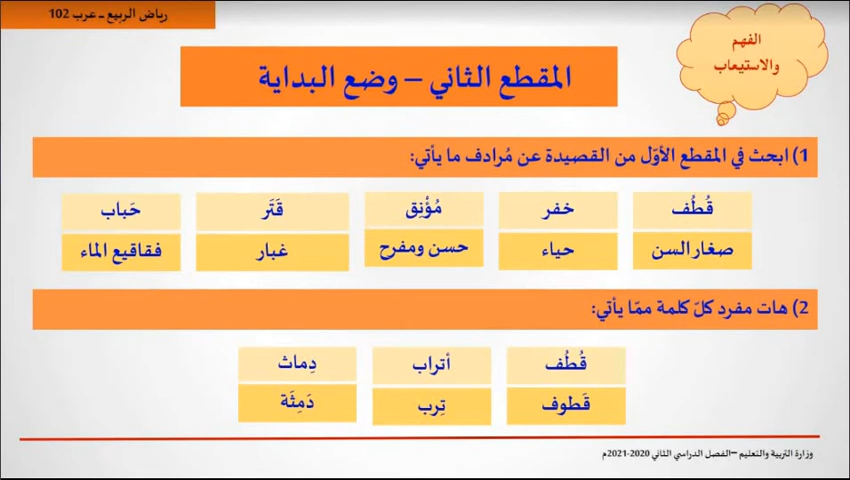 رياض الربيع - عرب 102
الفهم
والاستيعاب
المقطع الثاني – وضع البداية
1) ابحث في المقطع الأوّل من القصيدة عن مُرادف ما يأتي:
قُطُف خفر مُؤْنِق قَتَر حَباب
صغار السن حياء حسن ومفرح غبار فقاقيع الماء
2) هات مفرد كلّ كلمة ممّا يأتي:
قُطُف أتراب دِماث
قَطوف تِرب دَمِثَة
وزارة التربية والتعليم –الفصل الدراسي الثاني 2020-2021م